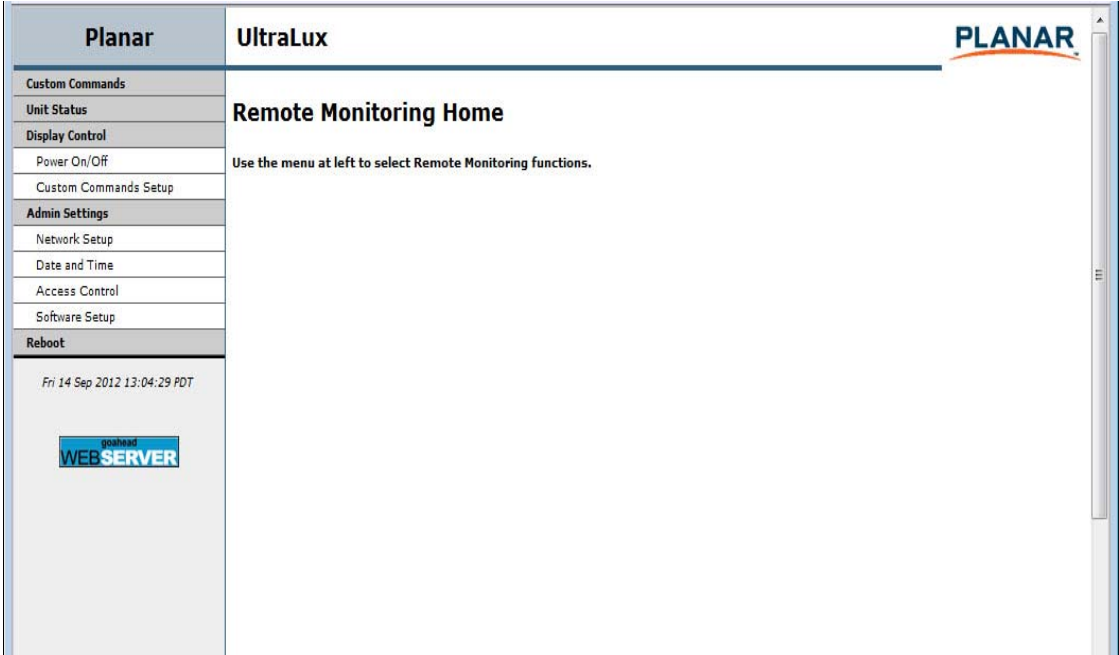 Planar
UltraLux
PLANAR
Custom Commands
Unit Status
Display Control
Power On/Off
Custom Commands Setup
Admin Settings
Network Setup
Date and Time
Access Control
Software Setup
Reboot
Fri 14 Sep 2012 13:04:29 PDT
goahead
WEBSERVER
Remote Monitoring Home
Use the menu at left to select Remote Monitoring functions.